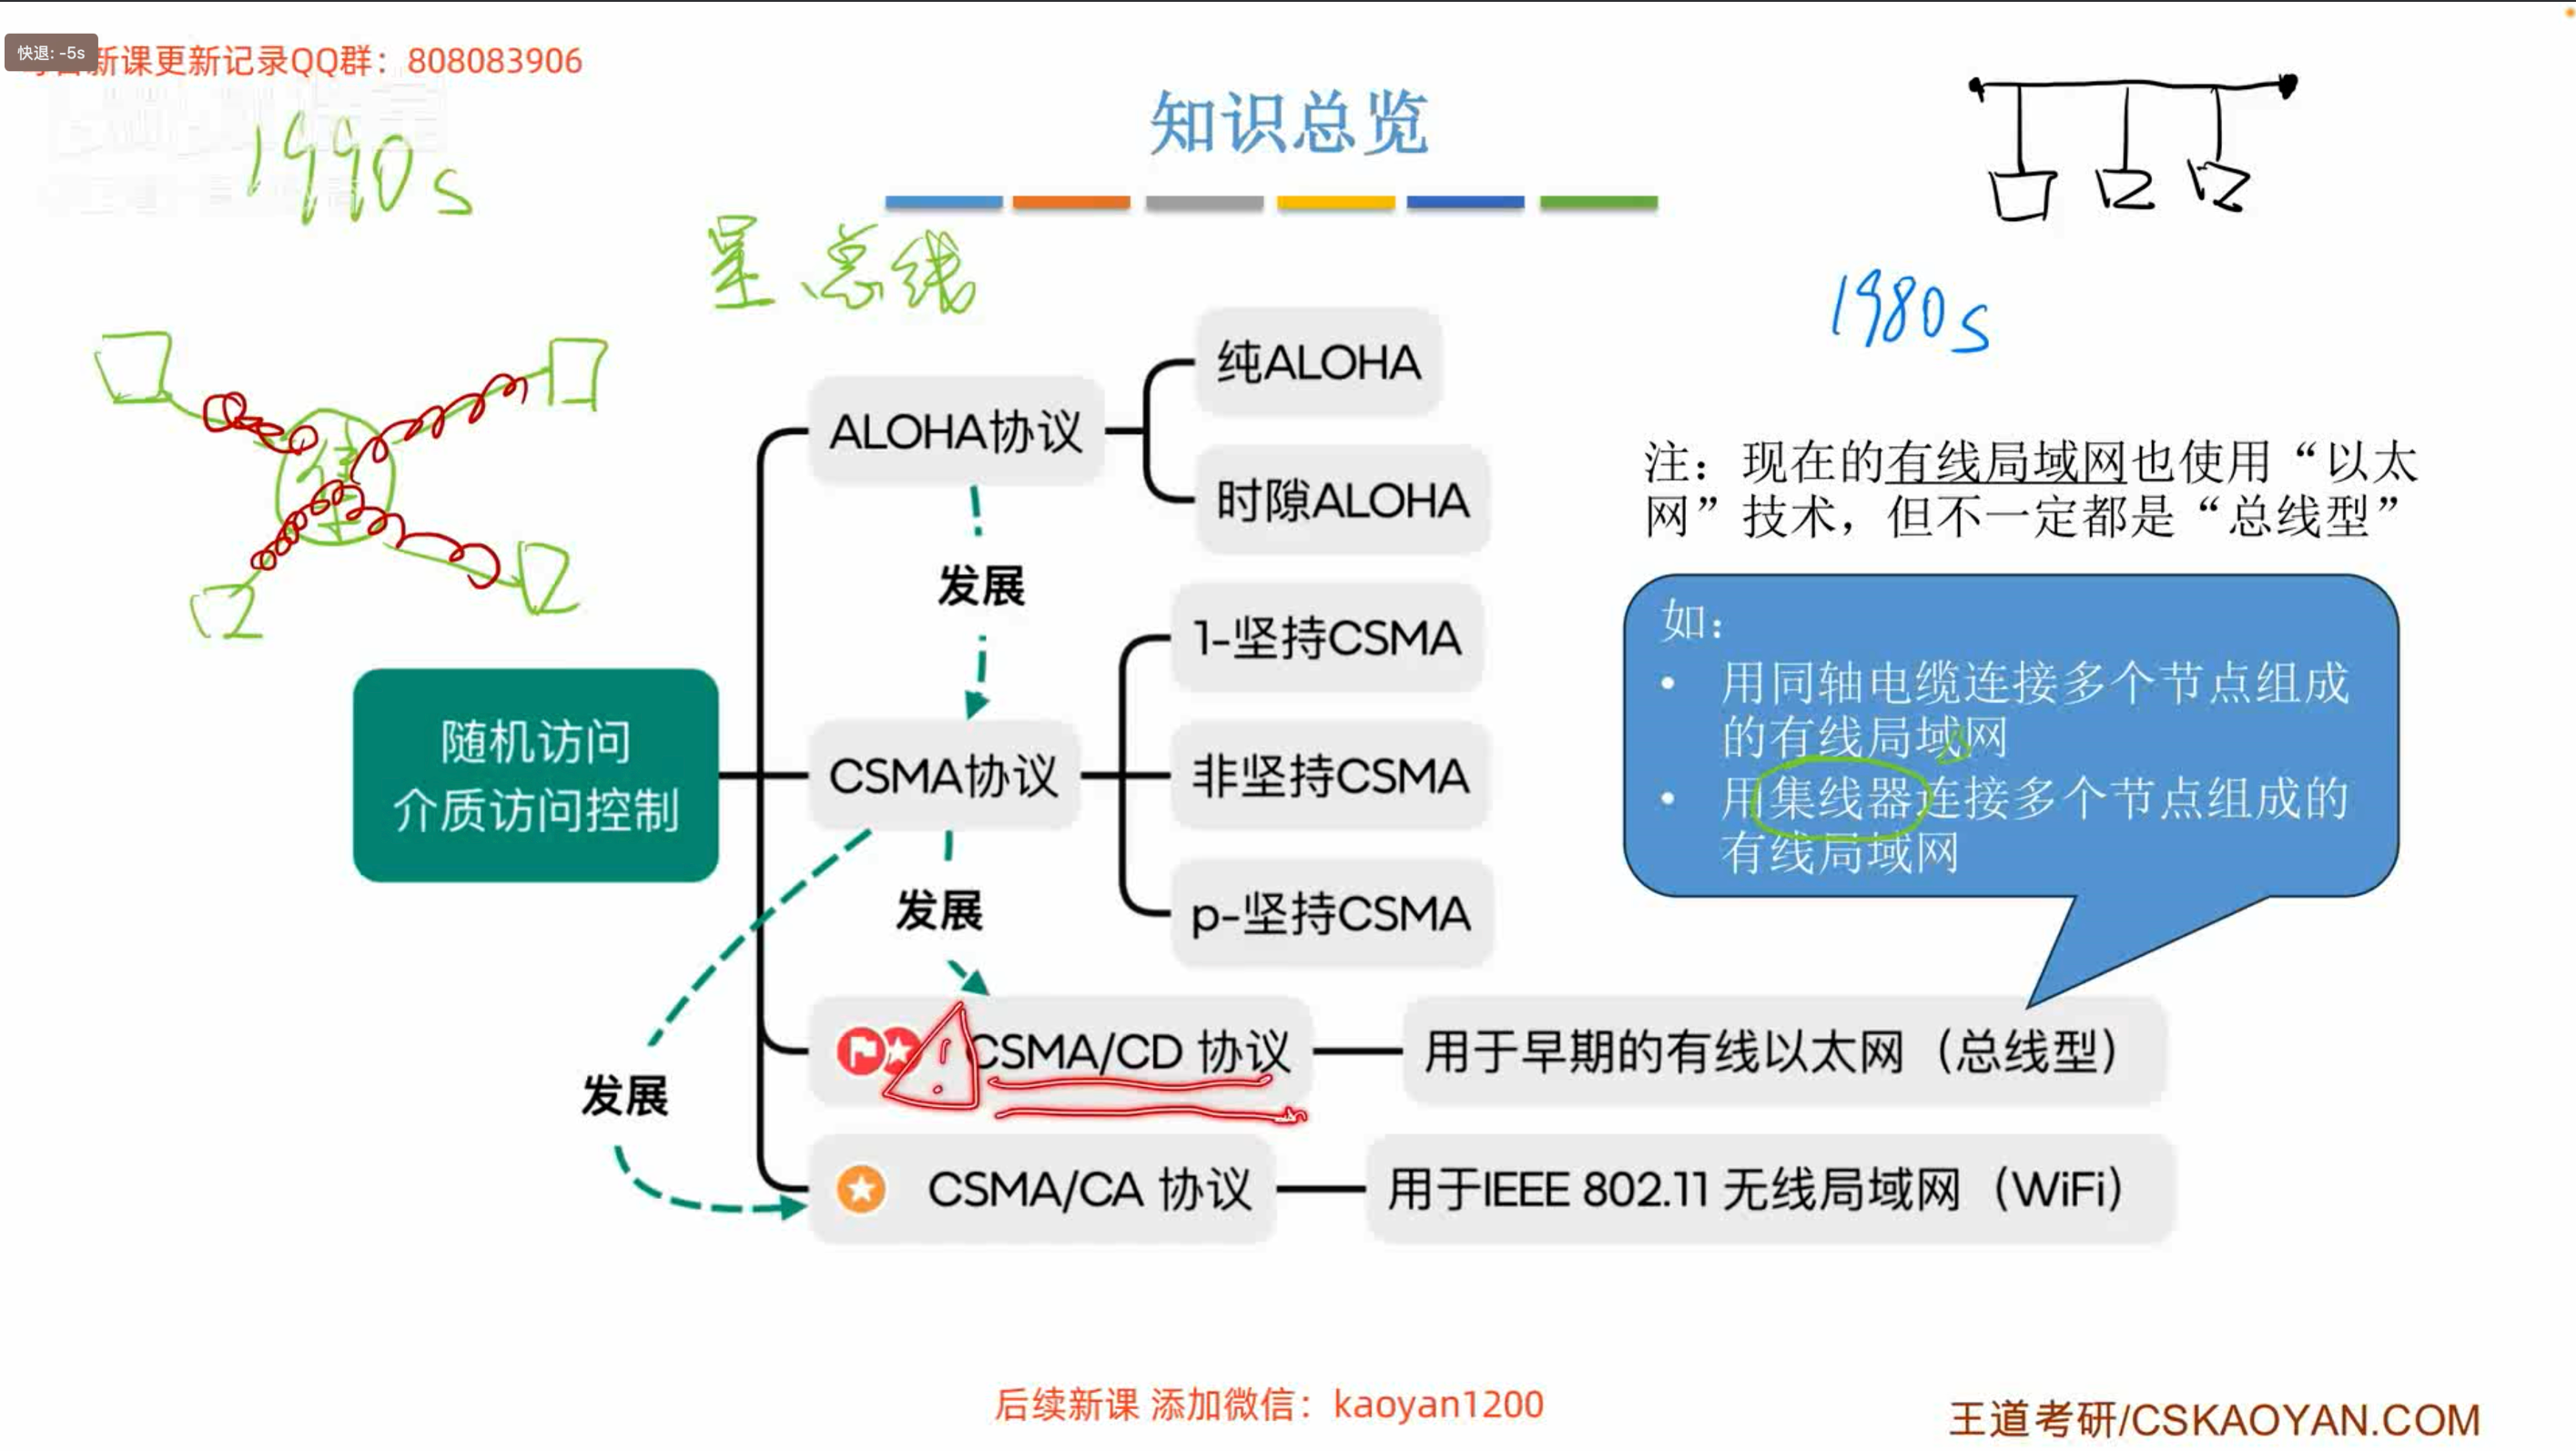 快退: -5s
新课更新记录QQ群：808083906
知识总览
1990s
星 总线
1980s
集
纯ALOHA
ALOHA协议
时隙ALOHA
发展
注：现在的有线局域网也使用“以太
网”技术，但不一定都是“总线型”
如：
• 用同轴电缆连接多个节点组成
的有线局域网
• 用集线器连接多个节点组成的
有线局域网
1-坚持CSMA
随机访问
介质访问控制
CSMA协议
非坚持CSMA
p-坚持CSMA
发展
CSMA/CD 协议
用于早期的有线以太网（总线型）
发展
CSMA/CA 协议
用于IEEE 802.11 无线局域网（WiFi）
后续新课 添加微信：kaoyan1200
王道考研/CSKAOYAN.COM